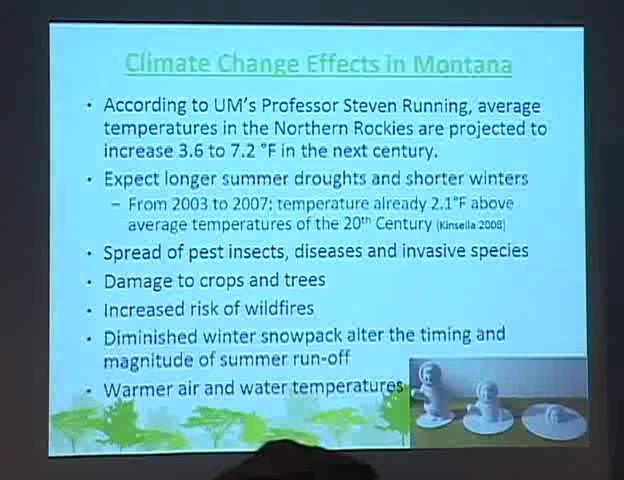 Climate Change Effects in Montana
• According to UM's Professor Steven Running, average
temperatures in the Northern Rockies are projected to
increase 3.6 to 7.2 °F in the next century.
• Expect longer summer droughts and shorter winters
– From 2003 to 2007: temperature already 2.1°F above
average temperatures of the 20th Century (Kinsella 2008)
• Spread of pest insects, diseases and invasive species
• Damage to crops and trees
• Increased risk of wildfires
• Diminished winter snowpack alter the timing and
magnitude of summer run-off
• Warmer air and water temperatures